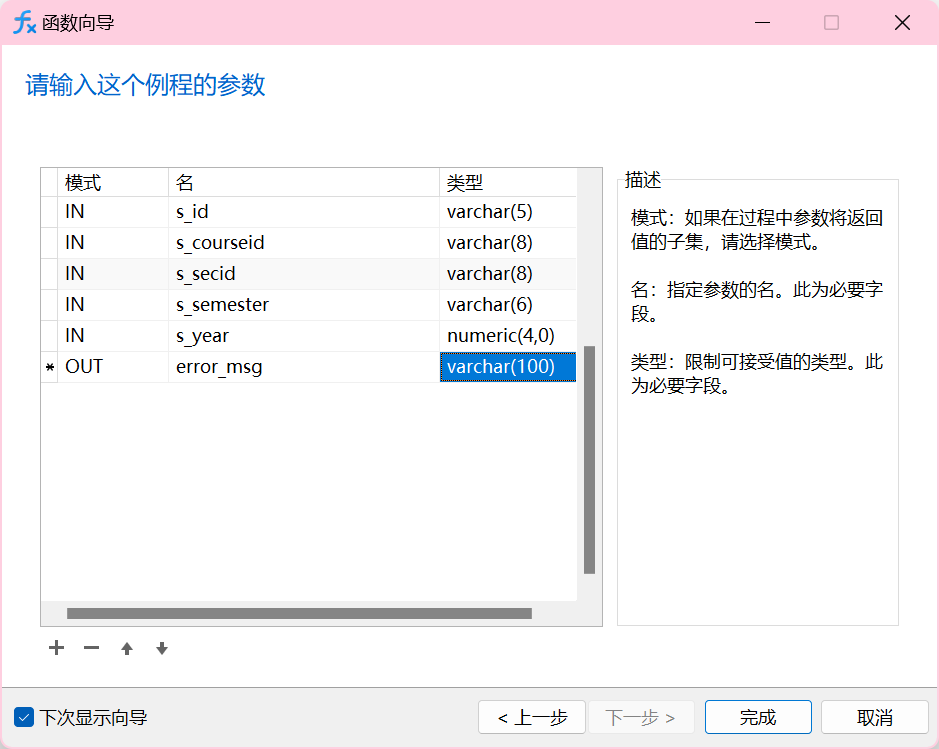 函数向导
请输入这个例程的参数
模式 名 类型
IN s_id varchar(5)
IN s_courseid varchar(8)
IN s_secid varchar(8)
IN s_semester varchar(6)
IN s_year numeric(4,0)
* OUT error_msg varchar(100)
描述
模式：如果在过程中参数将返回
值的子集，请选择模式。
名：指定参数的名。此为必要字
段。
类型：限制可接受值的类型。此
为必要字段。
下次显示向导
< 上一步 下一步 > 完成 取消